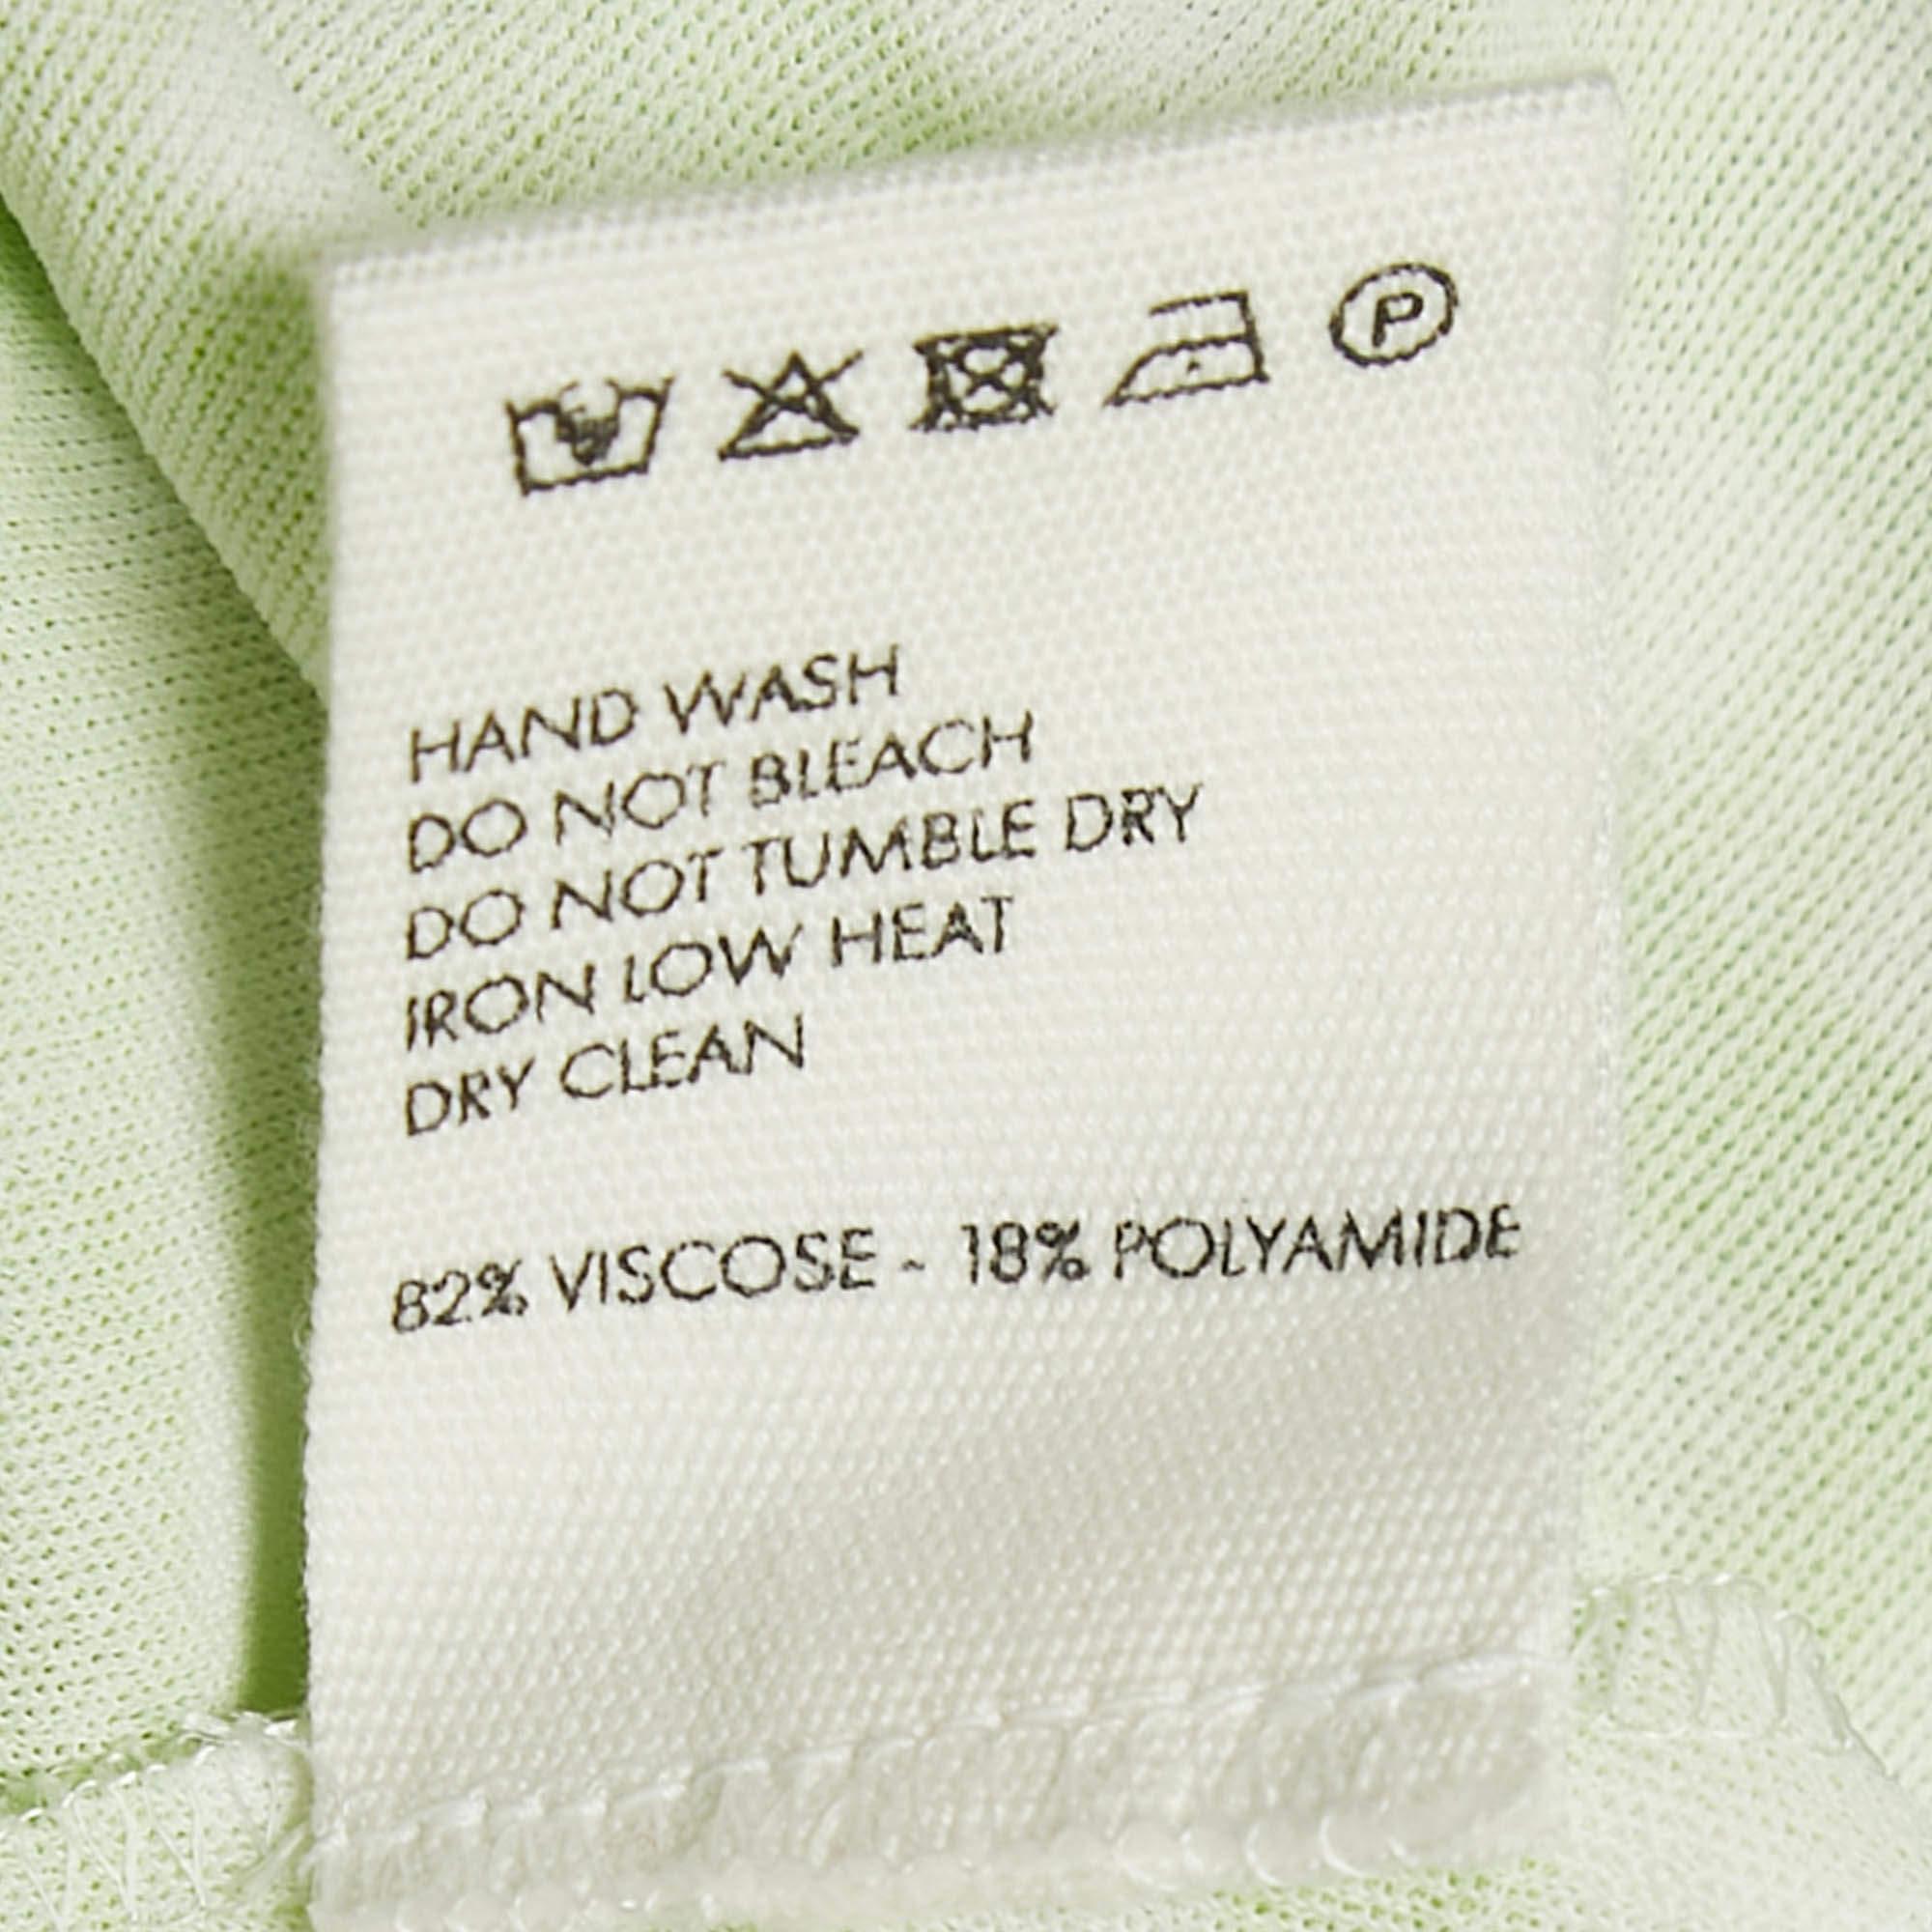 P
HAND WASH
DO NOT BLEACH
DO NOT TUMBLE DRY
IRON LOW HEAT
DRY CLEAN
82% VISCOSE - 18% POLYAMIDE